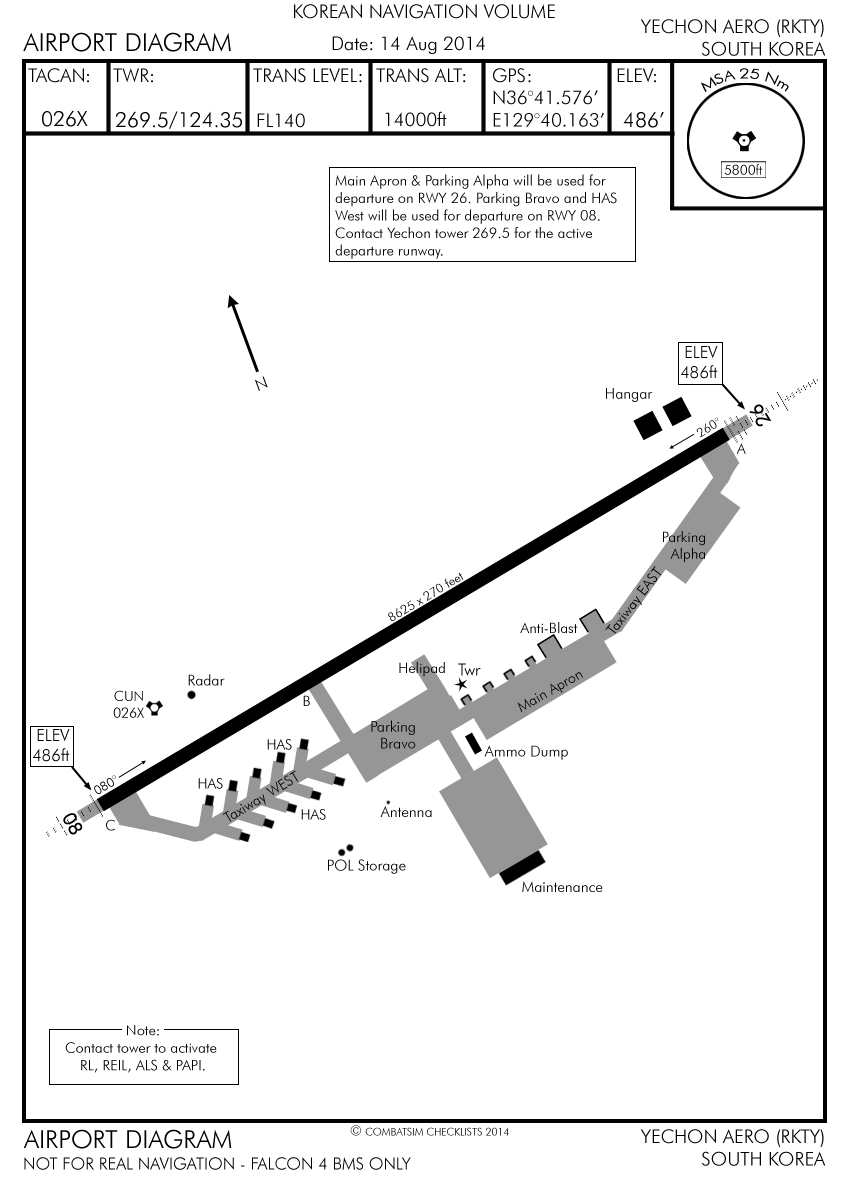 KOREAN NAVIGATION VOLUME
AIRPORT DIAGRAM
Date: 14 Aug 2014
YECHON AERO (RKTY)
SOUTH KOREA
TACAN:
026X
TWR:
269.5/124.35
TRANS LEVEL:
FL140
TRANS ALT:
14000ft
GPS:
N36°41.576'
E129°40.163'
ELEV:
486'
MSA 25 Nm
5800ft
Main Apron & Parking Alpha will be used for
departure on RWY 26. Parking Bravo and HAS
West will be used for departure on RWY 08.
Contact Yechon tower 269.5 for the active
departure runway.
N
ELEV
486ft
Hangar
26
260°
A
Parking
Alpha
8625 x 270 feet
Taxiway EAST
Anti-Blast
Helipad
Twr
Radar
CUN
026X
B
Main Apron
Parking
Bravo
ELEV
486ft
HAS
Ammo Dump
080°
HAS
Taxiway WEST
HAS
Antenna
08
C
POL Storage
Maintenance
Note:
Contact tower to activate
RL, REIL, ALS & PAPI.
AIRPORT DIAGRAM
© COMBATSIM CHECKLISTS 2014
YECHON AERO (RKTY)
NOT FOR REAL NAVIGATION - FALCON 4 BMS ONLY
SOUTH KOREA